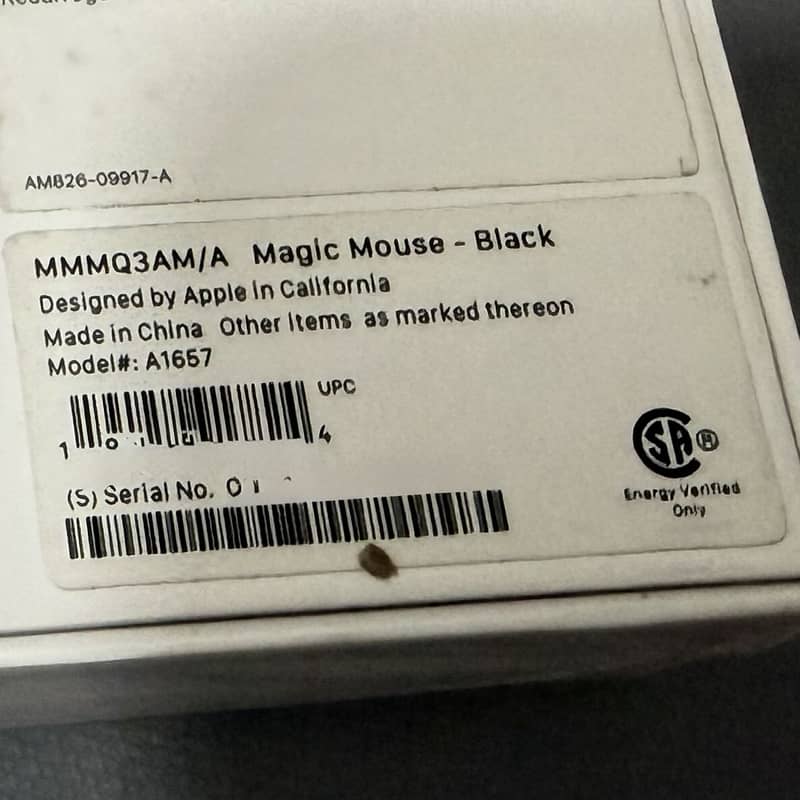 AM826-09917-A
MMMQ3AM/A Magic Mouse - Black
Designed by Apple in California
Made in China Other items as marked thereon
Model#: A1657
UPC
(S) Serial No.
SA
Energy Verified
Only